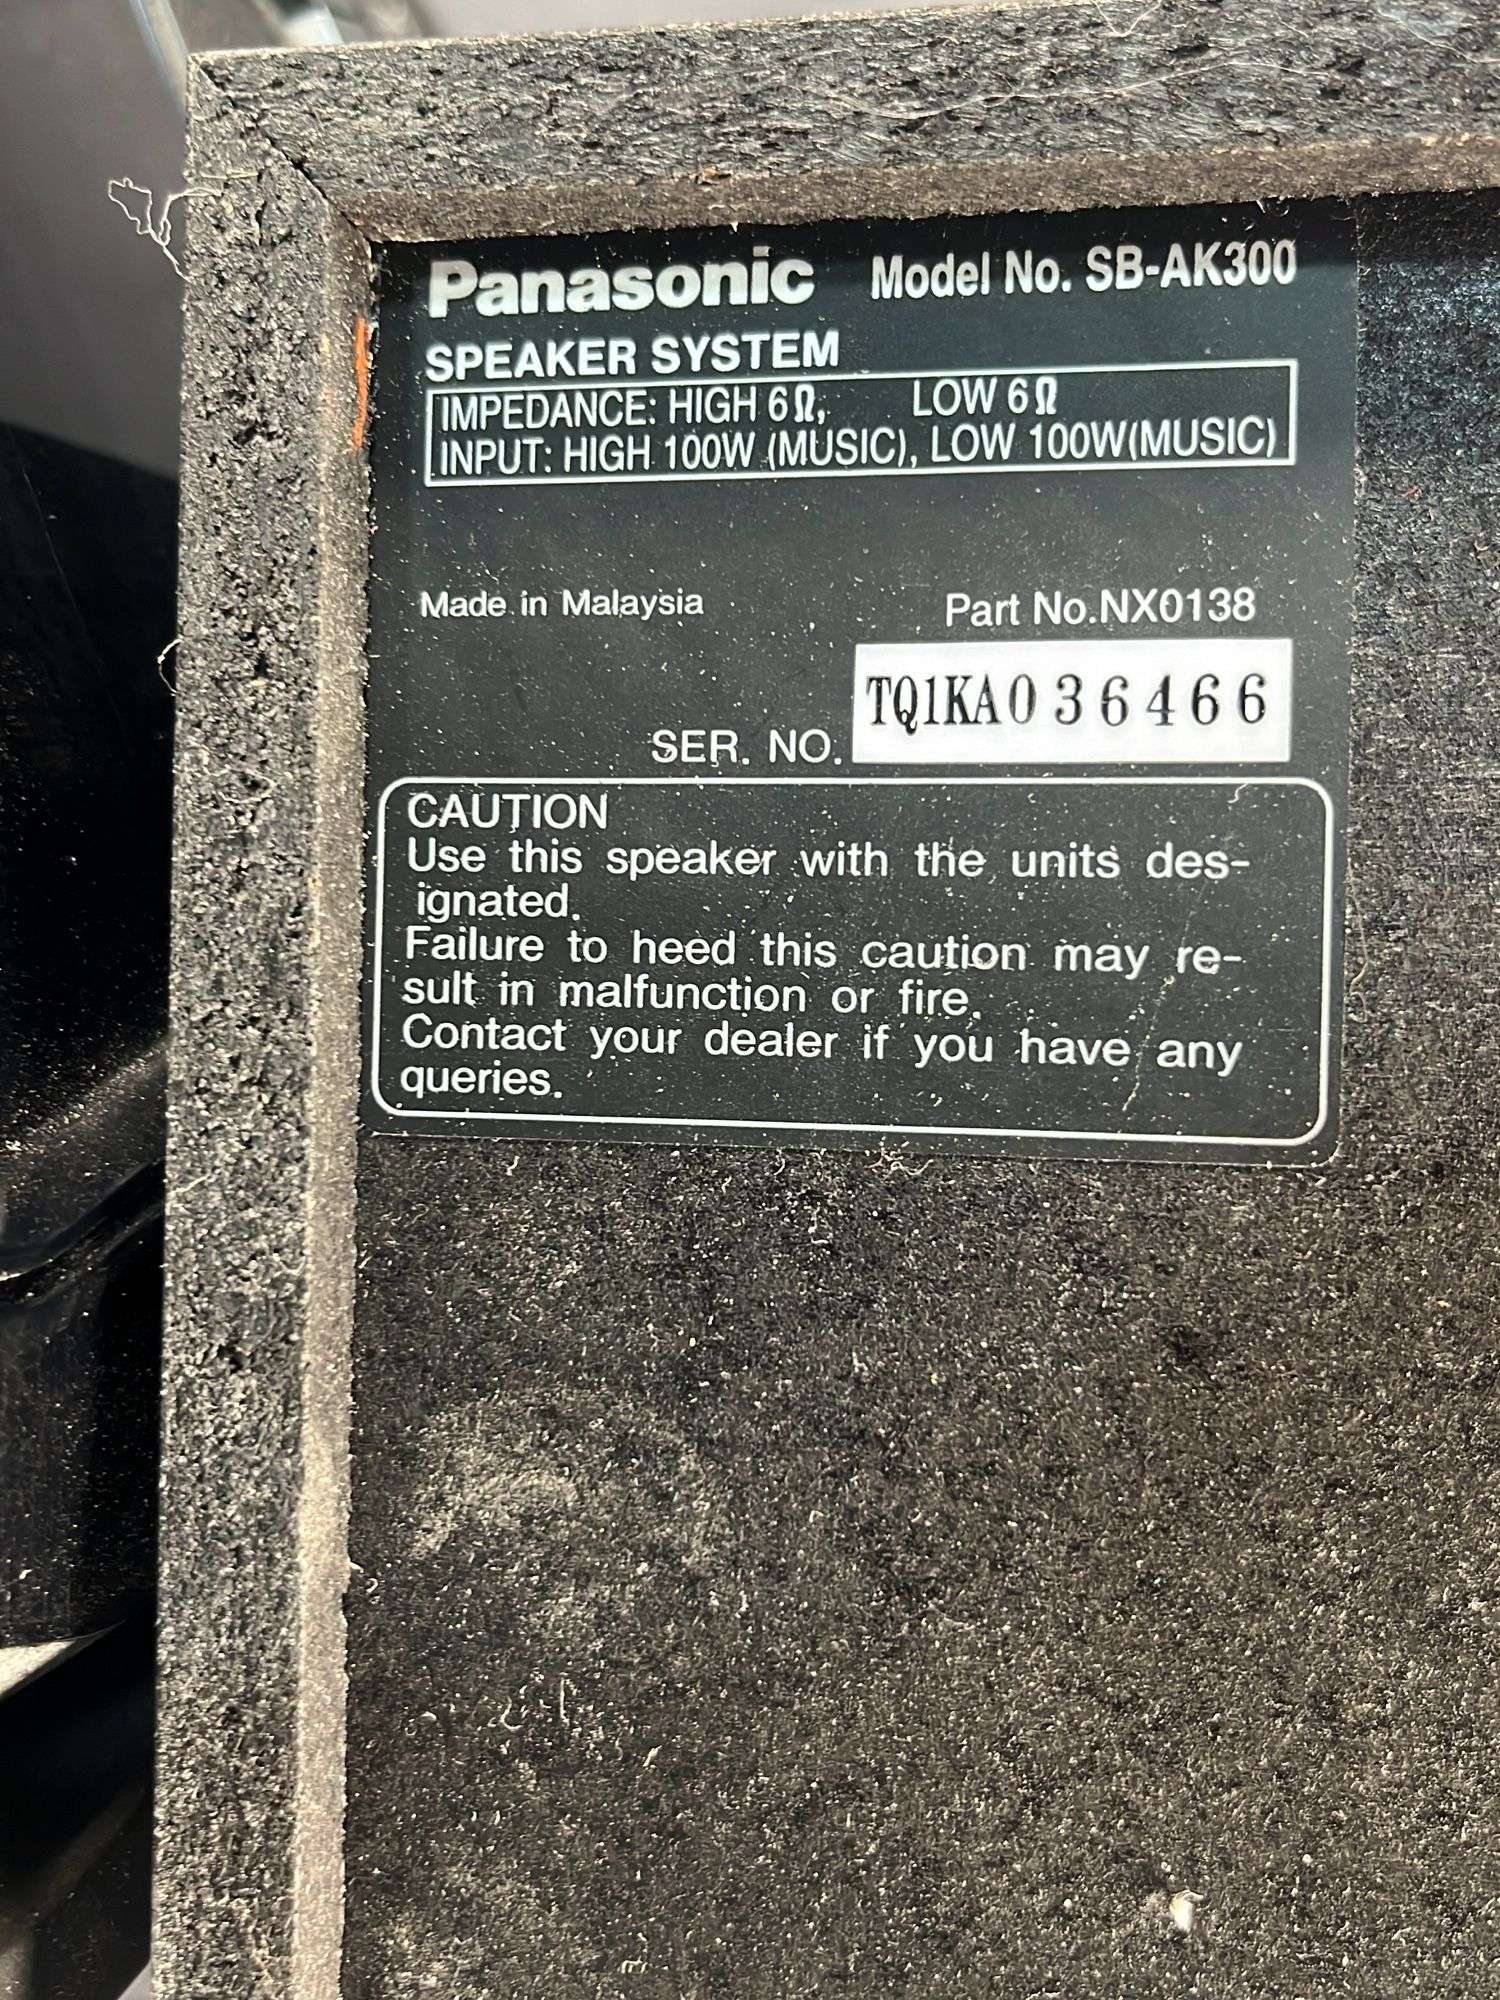 Panasonic Model No. SB-AK300
SPEAKER SYSTEM
IMPEDANCE: HIGH 6Ω, LOW 6Ω
INPUT: HIGH 100W (MUSIC), LOW 100W(MUSIC)
Made in Malaysia Part No.NX0138
SER. NO. TQ1KA036466
CAUTION
Use this speaker with the units des-
ignated.
Failure to heed this caution may re-
sult in malfunction or fire.
Contact your dealer if you have any
queries.